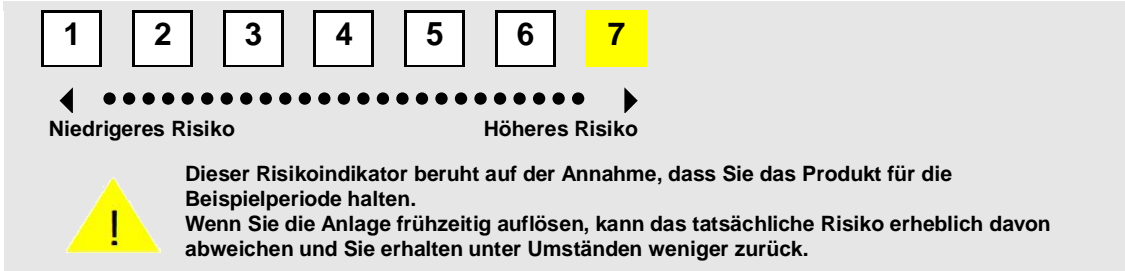 1 2 3 4 5 6 7
Niedrigeres Risiko Höheres Risiko
Dieser Risikoindikator beruht auf der Annahme, dass Sie das Produkt für die
Beispielperiode halten.
Wenn Sie die Anlage frühzeitig auflösen, kann das tatsächliche Risiko erheblich davon
abweichen und Sie erhalten unter Umständen weniger zurück.
!